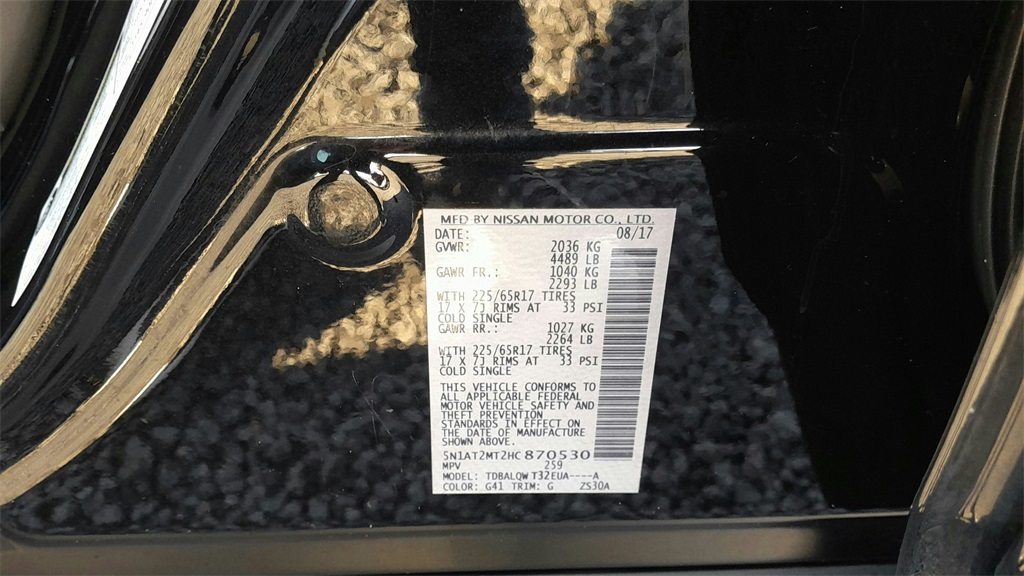 MFD BY NISSAN MOTOR CO., LTD.
DATE: 08/17
GVWR: 2036 KG
4489 LB
GAWR FR.: 1040 KG
2293 LB
WITH 225/65R17 TIRES
17 X 7J RIMS AT 33 PSI
COLD SINGLE
GAWR RR.: 1027 KG
2264 LB
WITH 225/65R17 TIRES
17 X 7J RIMS AT 33 PSI
COLD SINGLE
THIS VEHICLE CONFORMS TO
ALL APPLICABLE FEDERAL
MOTOR VEHICLE SAFETY AND
THEFT PREVENTION
STANDARDS IN EFFECT ON
THE DATE OF MANUFACTURE
SHOWN ABOVE.
5N1AT2MT2HC870530
MPV 259
MODEL: TDBALQW T32EUA----A
COLOR: G41 TRIM: G ZS30A